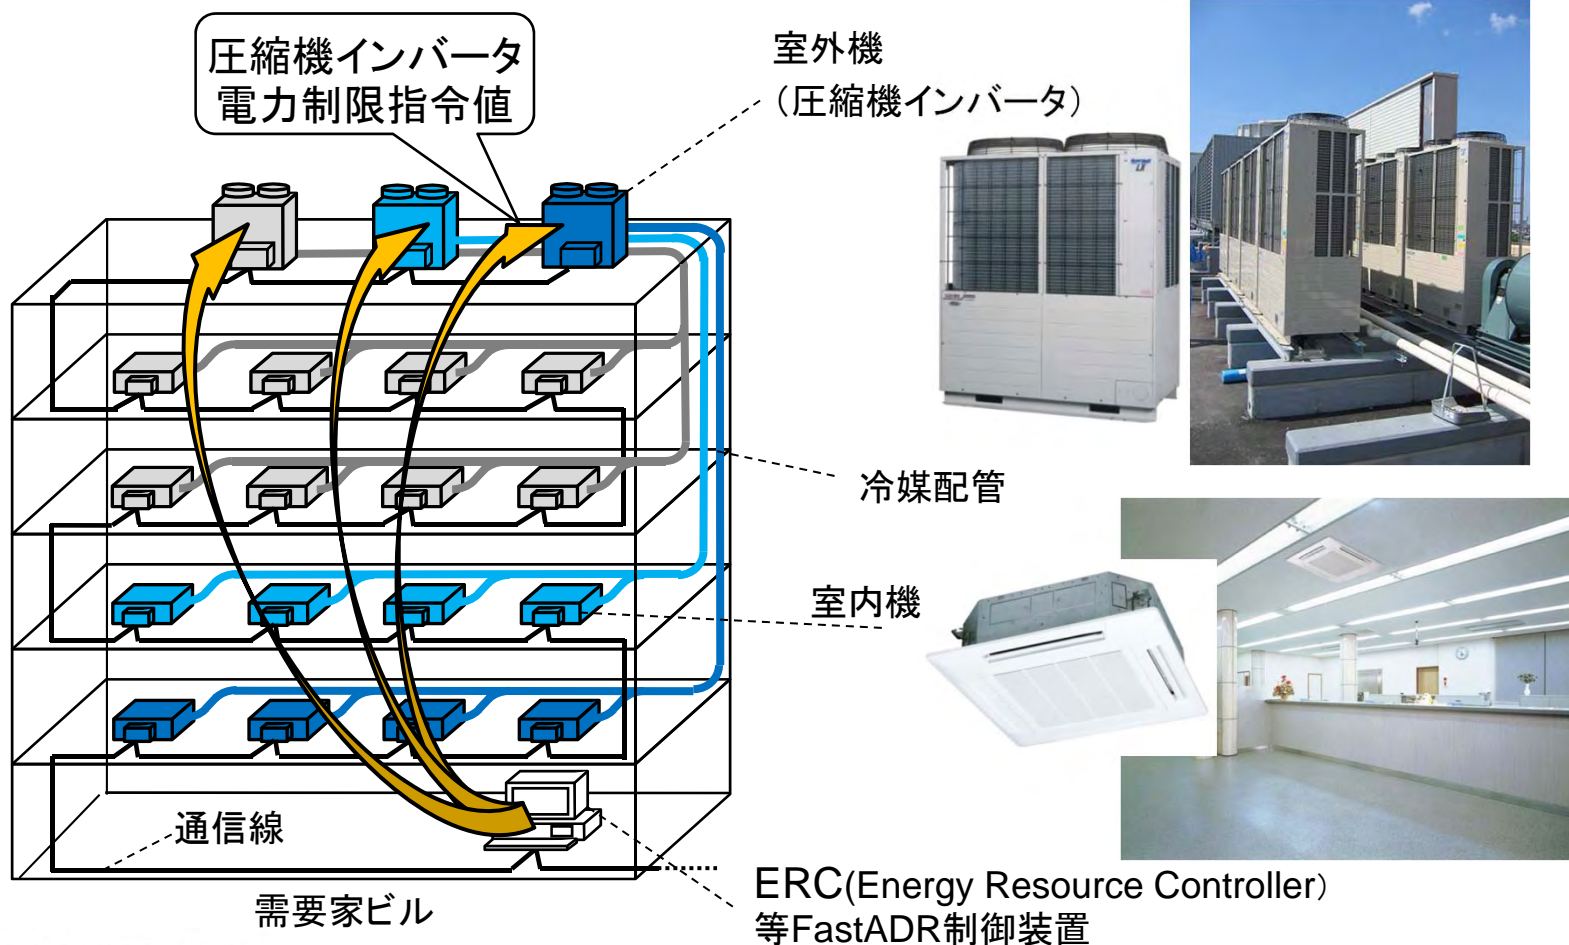 圧縮機インバータ
電力制限指令値
室外機
（圧縮機インバータ）
冷媒配管
室内機
通信線
需要家ビル
ERC(Energy Resource Controller）
等FastADR制御装置